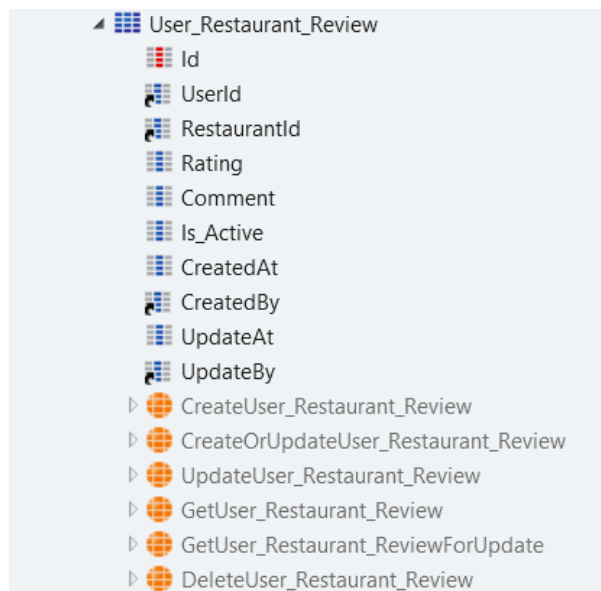 User_Restaurant_Review
Id
UserId
RestaurantId
Rating
Comment
Is_Active
CreatedAt
CreatedBy
UpdateAt
UpdateBy
CreateUser_Restaurant_Review
CreateOrUpdateUser_Restaurant_Review
UpdateUser_Restaurant_Review
GetUser_Restaurant_Review
GetUser_Restaurant_ReviewForUpdate
DeleteUser_Restaurant_Review